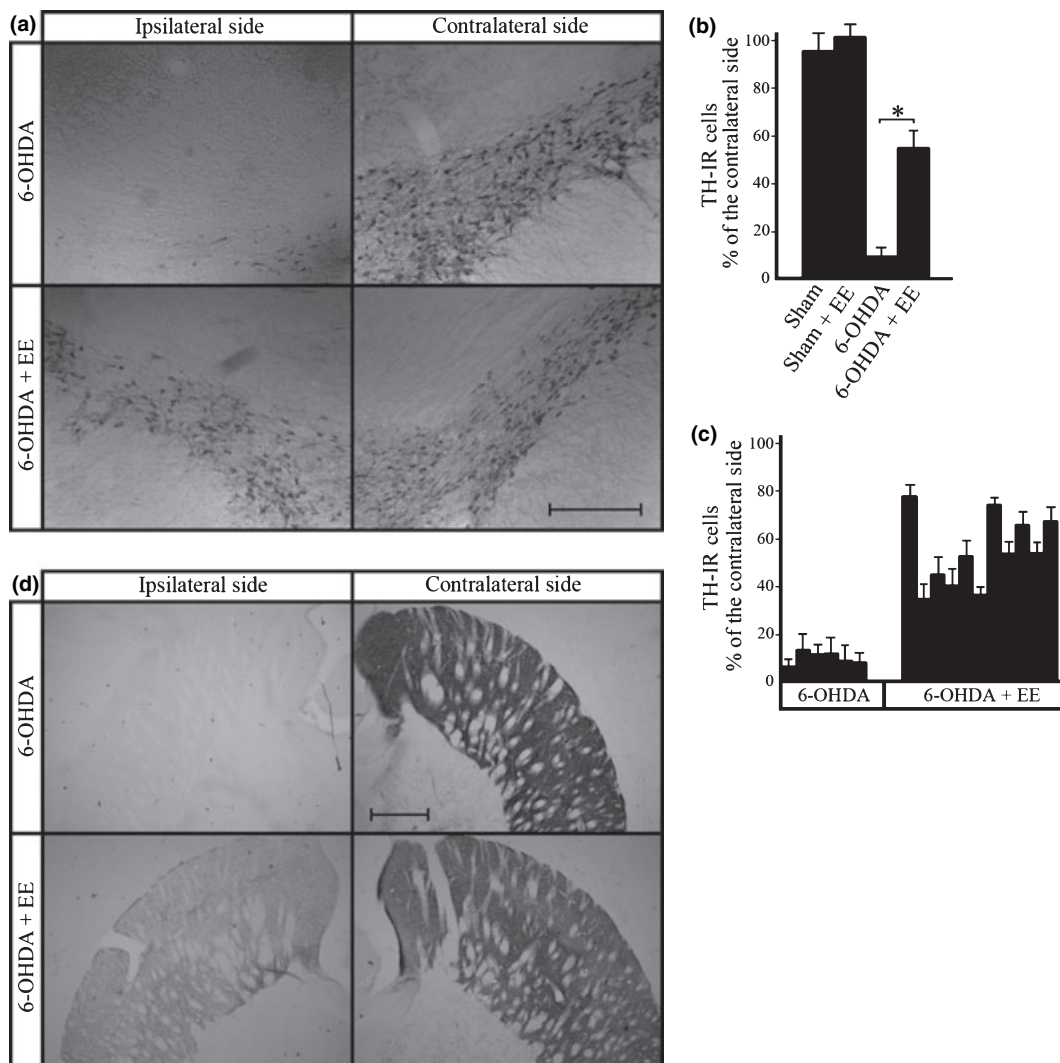 (a)
Ipsilateral side
Contralateral side
6-OHDA
6-OHDA + EE
(b)
TH-IR cells
% of the contralateral side
100
80
60
40
20
0
*
Sham
Sham + EE
6-OHDA
6-OHDA + EE
(c)
TH-IR cells
% of the contralateral side
100
80
60
40
20
0
6-OHDA
6-OHDA + EE
(d)
Ipsilateral side
Contralateral side
6-OHDA
6-OHDA + EE